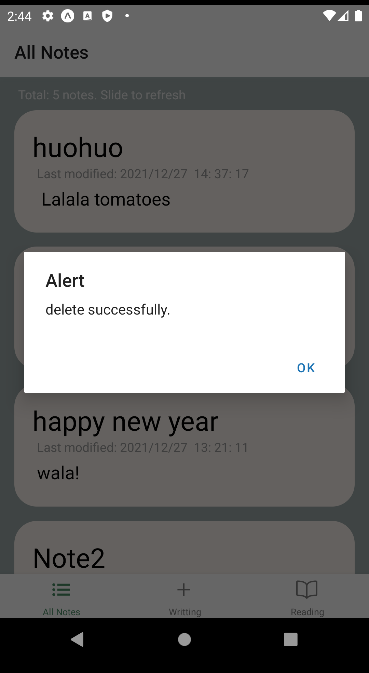 2:44
All Notes
Total: 5 notes. Slide to refresh
huohuo
Last modified: 2021/12/27 14: 37: 17
Lalala tomatoes
Alert
delete successfully.
OK
happy new year
Last modified: 2021/12/27 13: 21: 11
wala!
Note2
All Notes
Writting
Reading